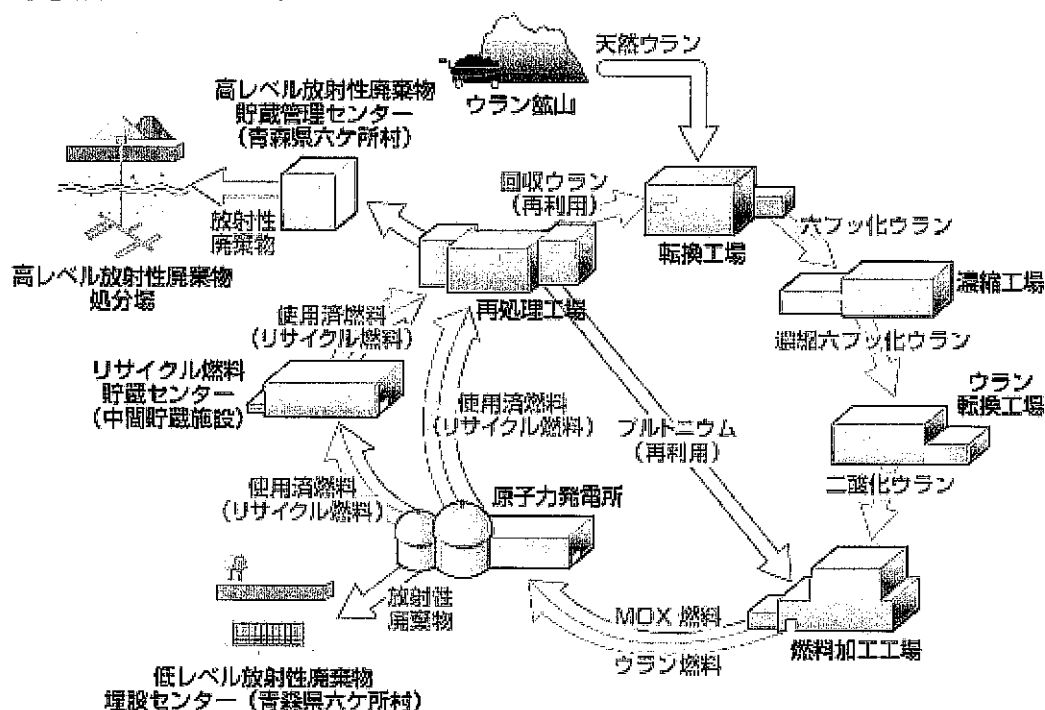 天然ウラン
ウラン鉱山
高レベル放射性廃棄物
貯蔵管理センター
(青森県六ケ所村)
回収ウラン
(再利用)
転換工場
六フッ化ウラン
放射性
廃棄物
高レベル放射性廃棄物
処分場
再処理工場
濃縮工場
使用済燃料
(リサイクル燃料)
濃縮六フッ化ウラン
リサイクル燃料
貯蔵センター
(中間貯蔵施設)
使用済燃料
(リサイクル燃料)
プルトニウム
(再利用)
ウラン
転換工場
二酸化ウラン
使用済燃料
(リサイクル燃料)
原子力発電所
放射性
廃棄物
MOX 燃料
ウラン燃料
燃料加工工場
低レベル放射性廃棄物
埋設センター(青森県六ケ所村)